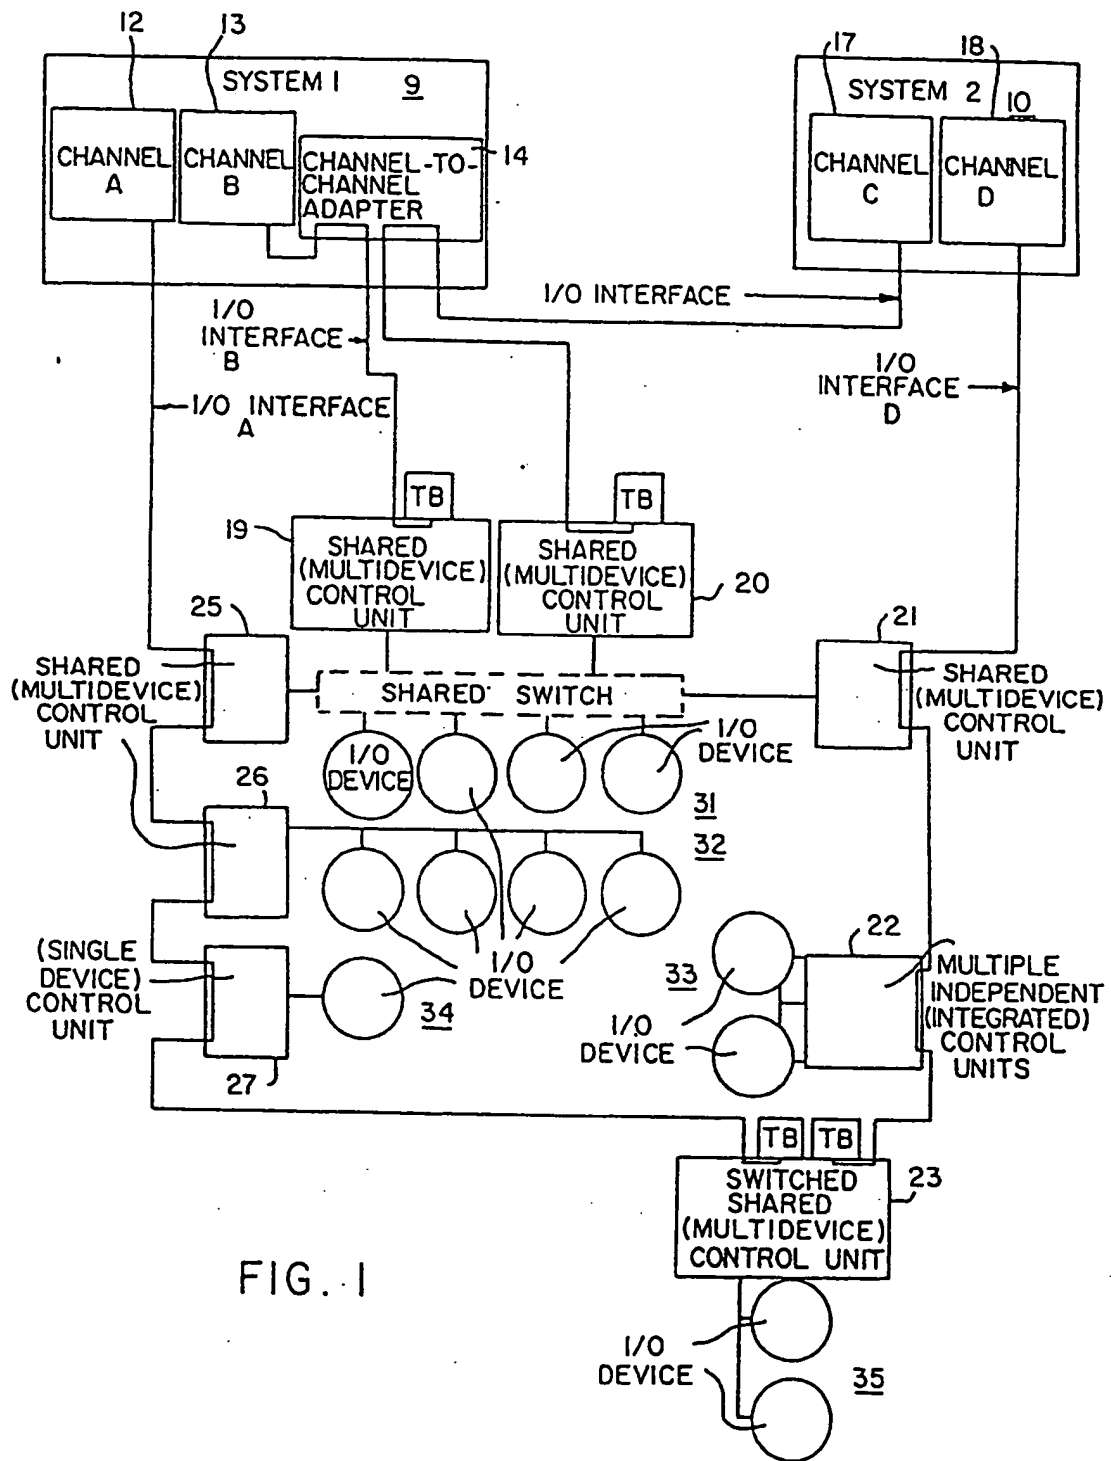 12
13
17
18
SYSTEM 1
9
SYSTEM 2
10
CHANNEL
A
CHANNEL
B
CHANNEL-TO-
CHANNEL
ADAPTER
14
CHANNEL
C
CHANNEL
D
I/O
INTERFACE
B
I/O INTERFACE
I/O
INTERFACE
D
I/O INTERFACE
A
TB
TB
19
SHARED
(MULTIDEVICE)
CONTROL
UNIT
SHARED
(MULTIDEVICE)
CONTROL
UNIT
20
25
21
SHARED
(MULTIDEVICE)
CONTROL
UNIT
SHARED SWITCH
SHARED
(MULTIDEVICE)
CONTROL
UNIT
I/O
DEVICE
I/O
DEVICE
26
31
32
(SINGLE
DEVICE)
CONTROL
UNIT
I/O
DEVICE
34
27
33
22
I/O
DEVICE
MULTIPLE
INDEPENDENT
(INTEGRATED)
CONTROL
UNITS
TB
TB
SWITCHED
SHARED
(MULTIDEVICE)
CONTROL UNIT
23
FIG. 1
I/O
DEVICE
35